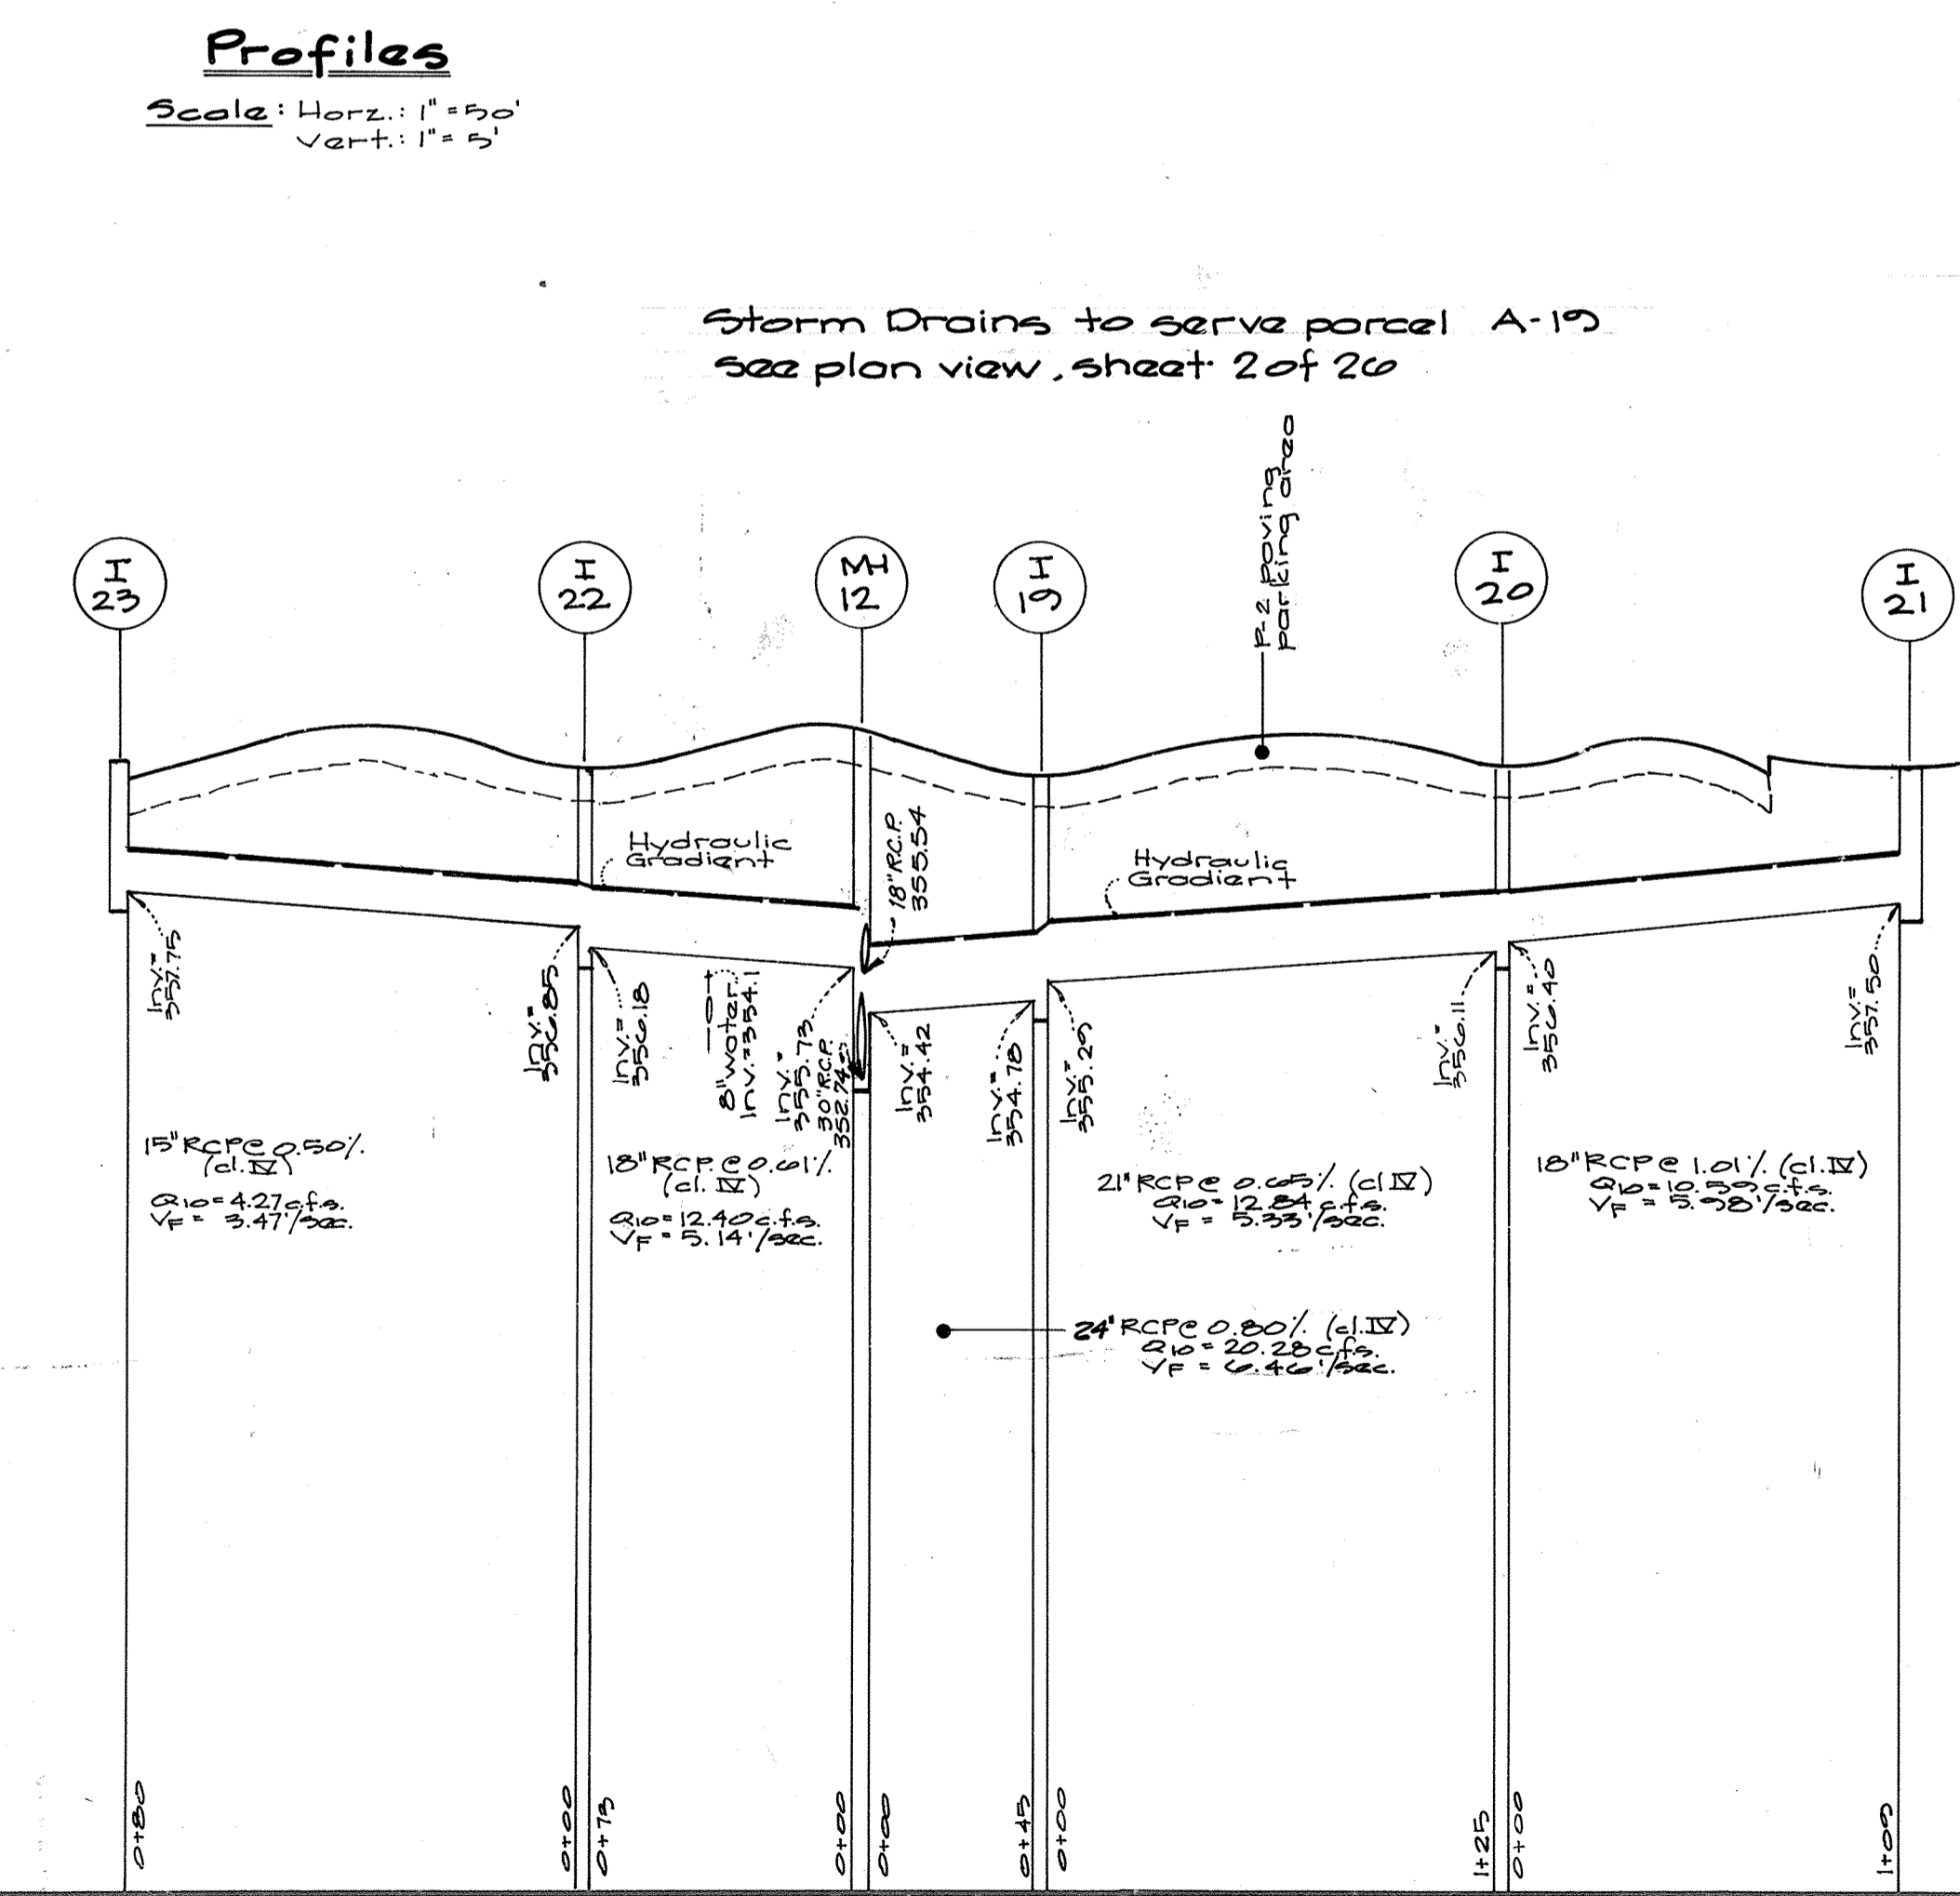 Profiles
Scale: Horz.: 1"=50'
Vert.: 1"= 5'
Storm Drains to serve parcel A-19
see plan view, sheet 2 of 26
P-2 Paving
parking area
I
23
I
22
MH
12
I
19
I
20
I
21
Hydraulic
Gradient
18" R.C.P.
355.54
Hydraulic
Gradient
Inv.=
357.75
Inv.=
356.85
Inv.=
356.18
8" water
Inv.=354.1
Inv.=
355.73
30" R.C.P.
352.74
Inv.=
354.42
Inv.=
354.78
Inv.=
355.29
Inv.=
356.11
Inv.=
356.40
Inv.=
357.50
15" RCP@ 0.50%
(cl.IV)
Q10=4.27c.f.s.
VF = 3.47'/sec.
18" RCP.@ 0.61%
(cl. IV)
Q10=12.40c.f.s.
VF = 5.14'/sec.
21" RCP@ 0.65% (cl IV)
Q10= 12.84 c.f.s.
VF = 5.33'/sec.
18" RCP@ 1.01% (cl.IV)
Q10= 10.59 c.f.s.
VF = 5.98'/sec.
24" RCP@ 0.80% (cl.IV)
Q10= 20.28 c.f.s.
VF = 6.46'/sec.
0+80
0+00
0+73
0+00
0+00
0+45
0+00
1+25
0+00
1+09